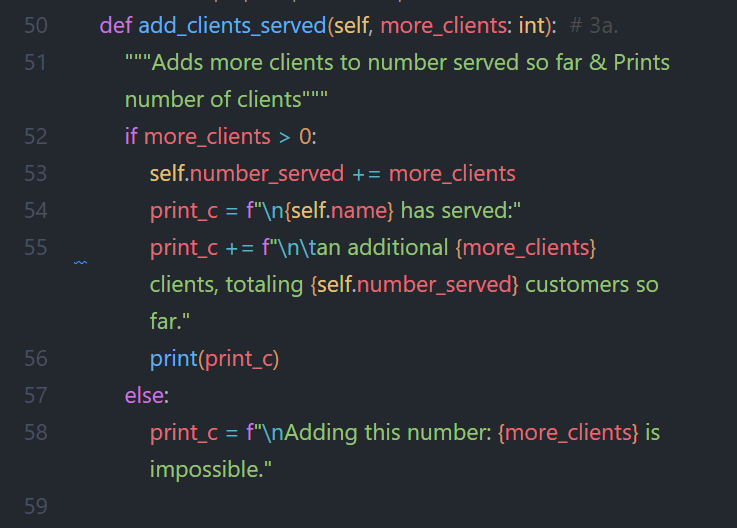 50 def add_clients_served(self, more_clients: int): # 3a.
51 """Adds more clients to number served so far & Prints
number of clients"""
52 if more_clients > 0:
53 self.number_served += more_clients
54 print_c = f"\n{self.name} has served:"
55 print_c += f"\n\tan additional {more_clients}
clients, totaling {self.number_served} customers so
far."
56 print(print_c)
57 else:
58 print_c = f"\nAdding this number: {more_clients} is
impossible."
59